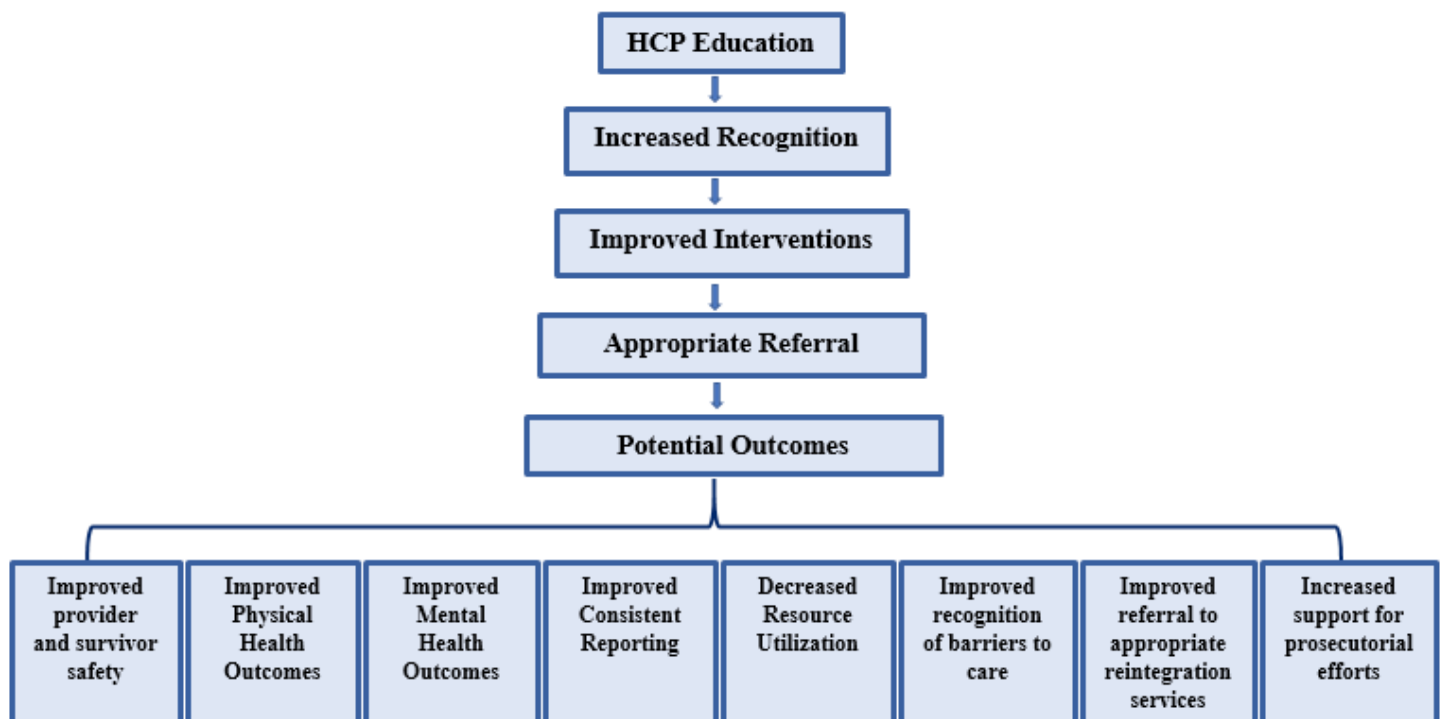 HCP Education
Increased Recognition
Improved Interventions
Appropriate Referral
Potential Outcomes
Improved
provider
and survivor
safety
Improved
Physical
Health
Outcomes
Improved
Mental
Health
Outcomes
Improved
Consistent
Reporting
Decreased
Resource
Utilization
Improved
recognition
of barriers to
care
Improved
referral to
appropriate
reintegration
services
Increased
support for
prosecutorial
efforts